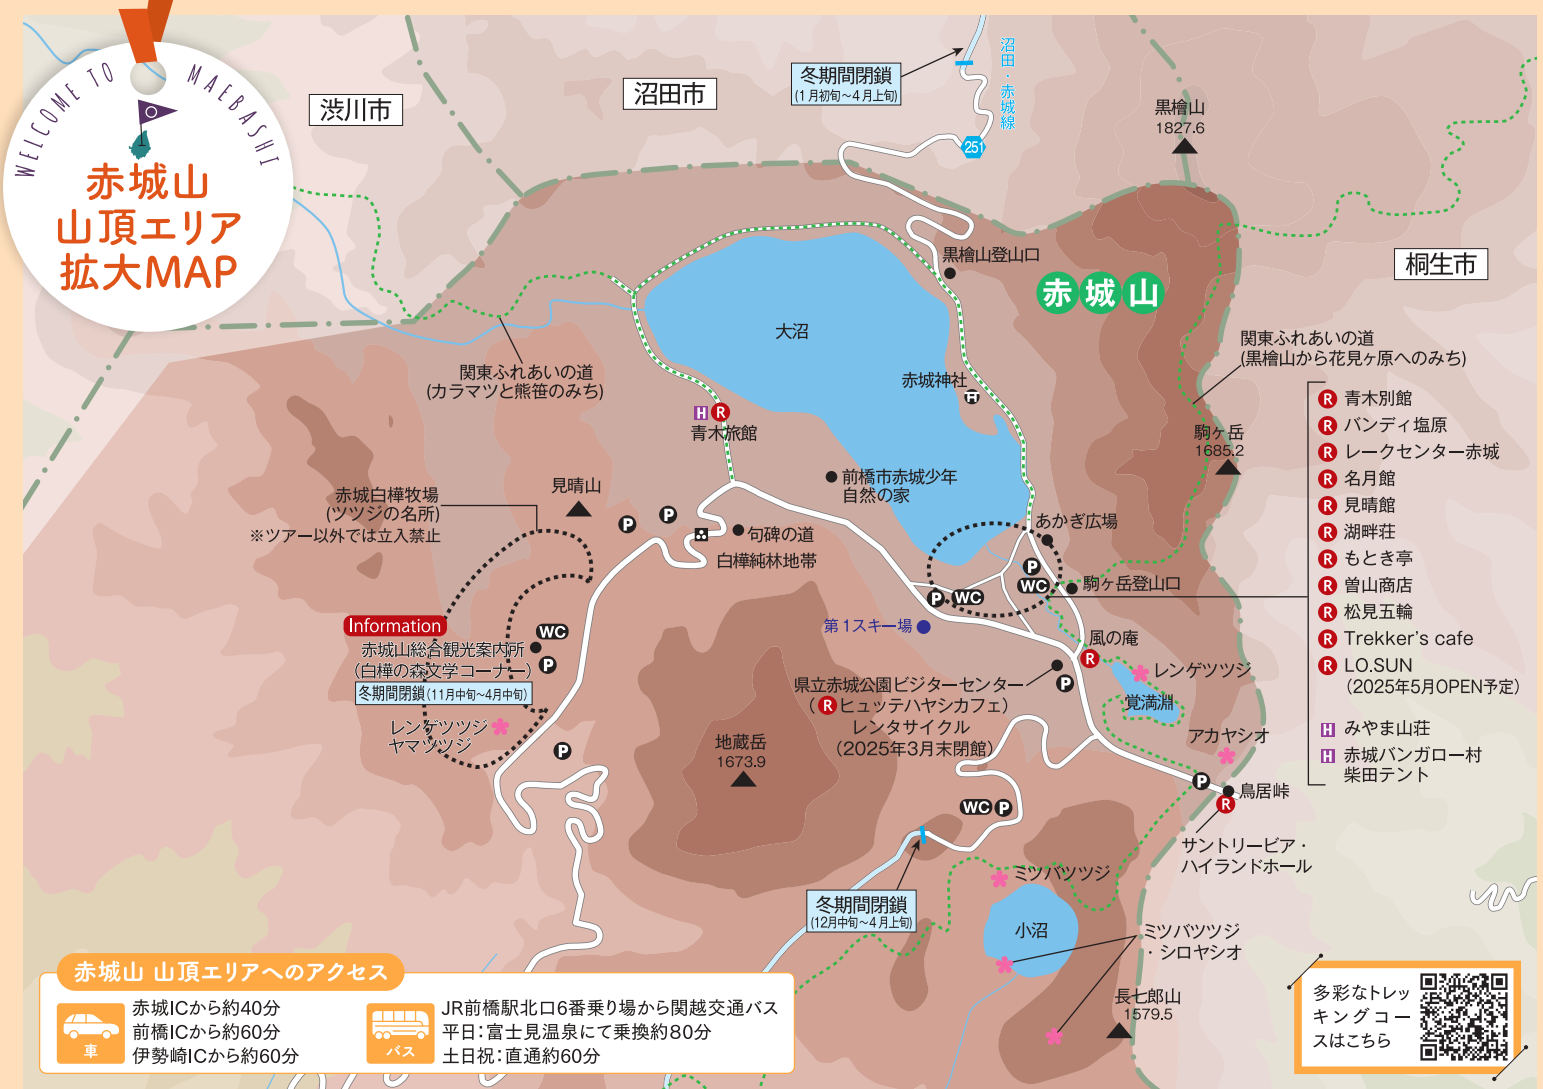 WELCOME TO MAEBASHI
赤城山
山頂エリア
拡大MAP
渋川市
沼田市
冬期間閉鎖
(1月初旬~4月上旬)
沼田・赤城線
251
黒檜山
1827.6
桐生市
黒檜山登山口
赤城山
大沼
関東ふれあいの道
(カラマツと熊笹のみち)
赤城神社
関東ふれあいの道
(黒檜山から花見ヶ原へのみち)
H R
青木旅館
駒ヶ岳
1685.2
R 青木別館
R バンディ塩原
R レークセンター赤城
R 名月館
R 見晴館
R 湖畔荘
R もとき亭
R 曽山商店
R 松見五輪
R Trekker's cafe
R LO.SUN
(2025年5月OPEN予定)
H みやま山荘
H 赤城バンガロー村
柴田テント
前橋市赤城少年
自然の家
赤城白樺牧場
(ツツジの名所)
※ツアー以外では立入禁止
見晴山
P
P
句碑の道
白樺純林地帯
あかぎ広場
P
WC
P WC
駒ヶ岳登山口
第1スキー場
Information
赤城山総合観光案内所
(白樺の森文学コーナー)
冬期間閉鎖(11月中旬~4月中旬)
WC
P
レンゲツツジ
ヤマツツジ
P
風の庵
R
レンゲツツジ
覚満淵
県立赤城公園ビジターセンター
(R ヒュッテハヤシカフェ)
レンタサイクル
(2025年3月末閉館)
P
地蔵岳
1673.9
アカヤシオ
P
鳥居峠
R
サントリービア・
ハイランドホール
WC P
冬期間閉鎖
(12月中旬~4月上旬)
ミツバツツジ
小沼
ミツバツツジ
・シロヤシオ
長七郎山
1579.5
赤城山 山頂エリアへのアクセス
車
赤城ICから約40分
前橋ICから約60分
伊勢崎ICから約60分
バス
JR前橋駅北口6番乗り場から関越交通バス
平日：富士見温泉にて乗換約80分
土日祝：直通約60分
多彩なトレッ
キングコー
スはこちら